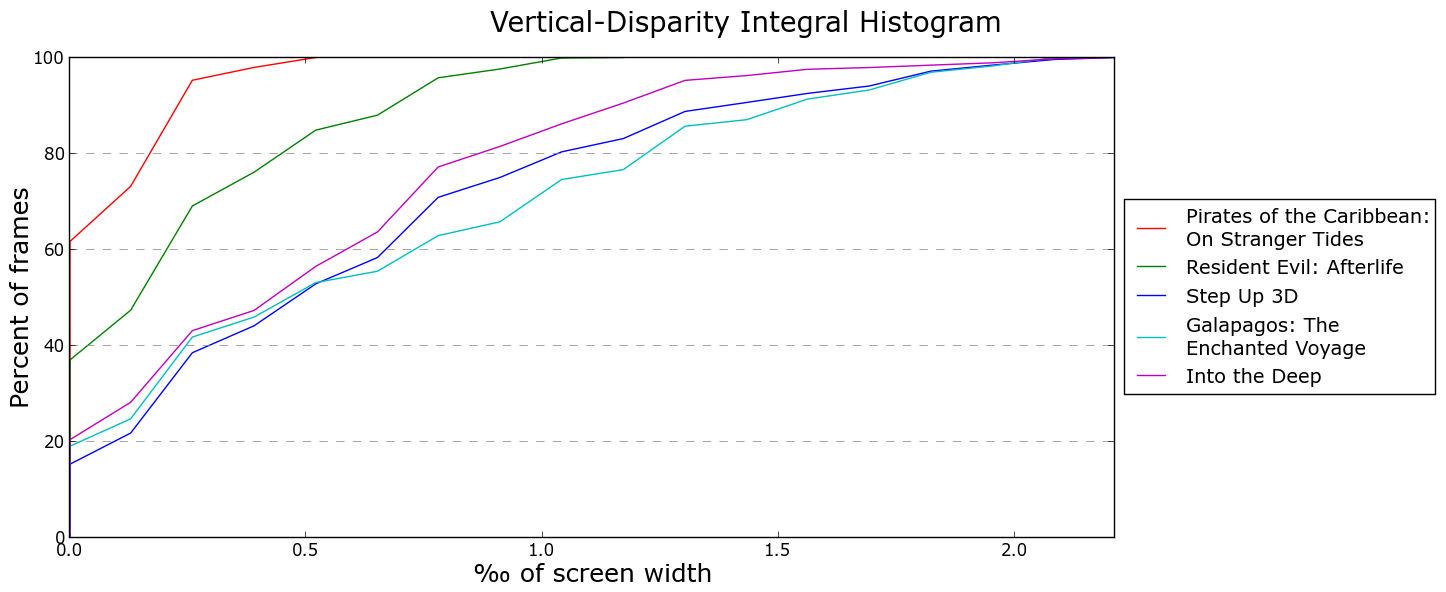 Vertical-Disparity Integral Histogram
Percent of frames
100
80
60
40
20
0
0.0
0.5
1.0
1.5
2.0
‰ of screen width
Pirates of the Caribbean:
On Stranger Tides
Resident Evil: Afterlife
Step Up 3D
Galapagos: The
Enchanted Voyage
Into the Deep